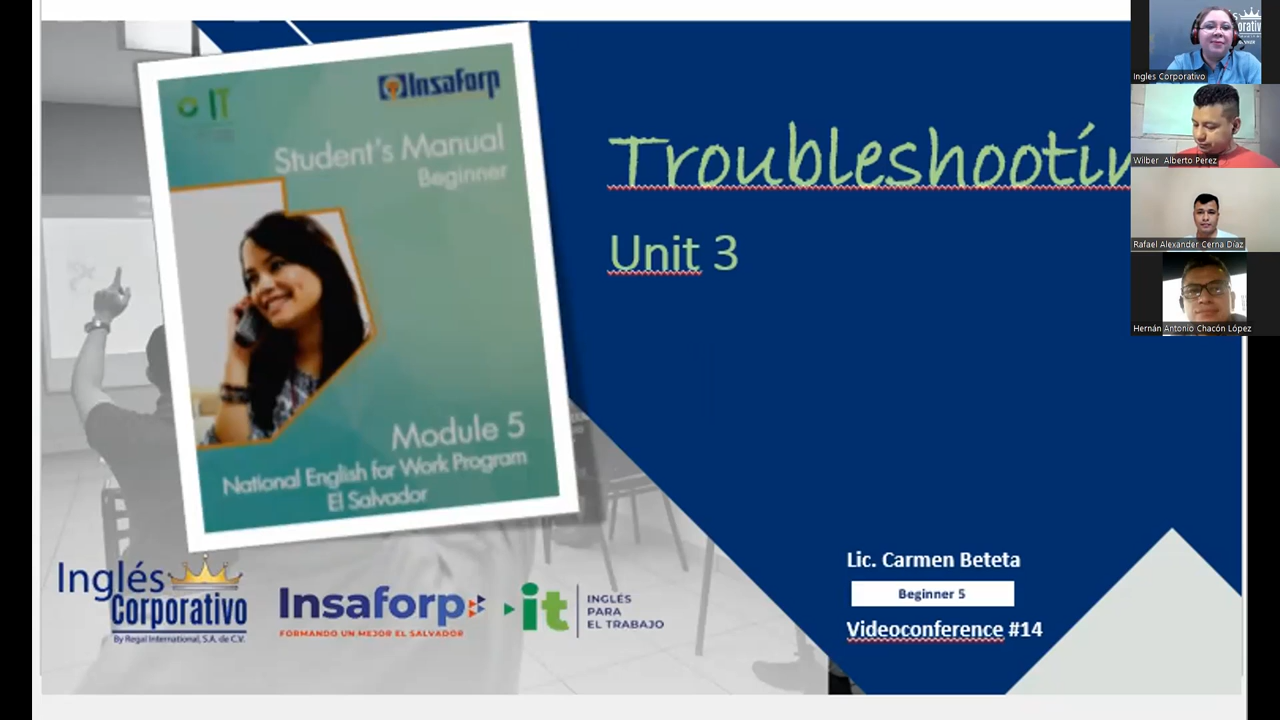 Insaforp
IT
Student's Manual
Beginner
Module 5
National English for Work Program
El Salvador
Troubleshootin
Unit 3
Lic. Carmen Beteta
Beginner 5
Videoconference #14
Inglés
Corporativo
By Regal International, S.A. de C.V.
Insaforp
FORMANDO UN MEJOR EL SALVADOR
it
INGLÉS
PARA
EL TRABAJO
Ingles Corporativo
Wilber Alberto Perez
Rafael Alexander Cerna Diaz
Hernán Antonio Chacón López